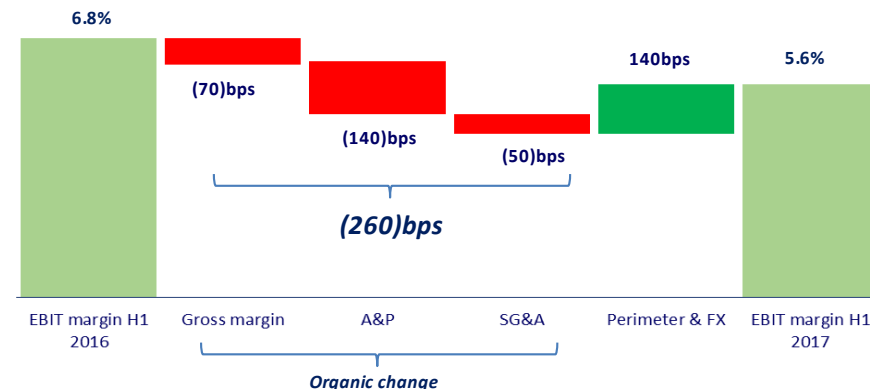 6.8%
(70)bps
(140)bps
(50)bps
140bps
5.6%
(260)bps
EBIT margin H1
2016
Gross margin
A&P
SG&A
Perimeter & FX
EBIT margin H1
2017
Organic change